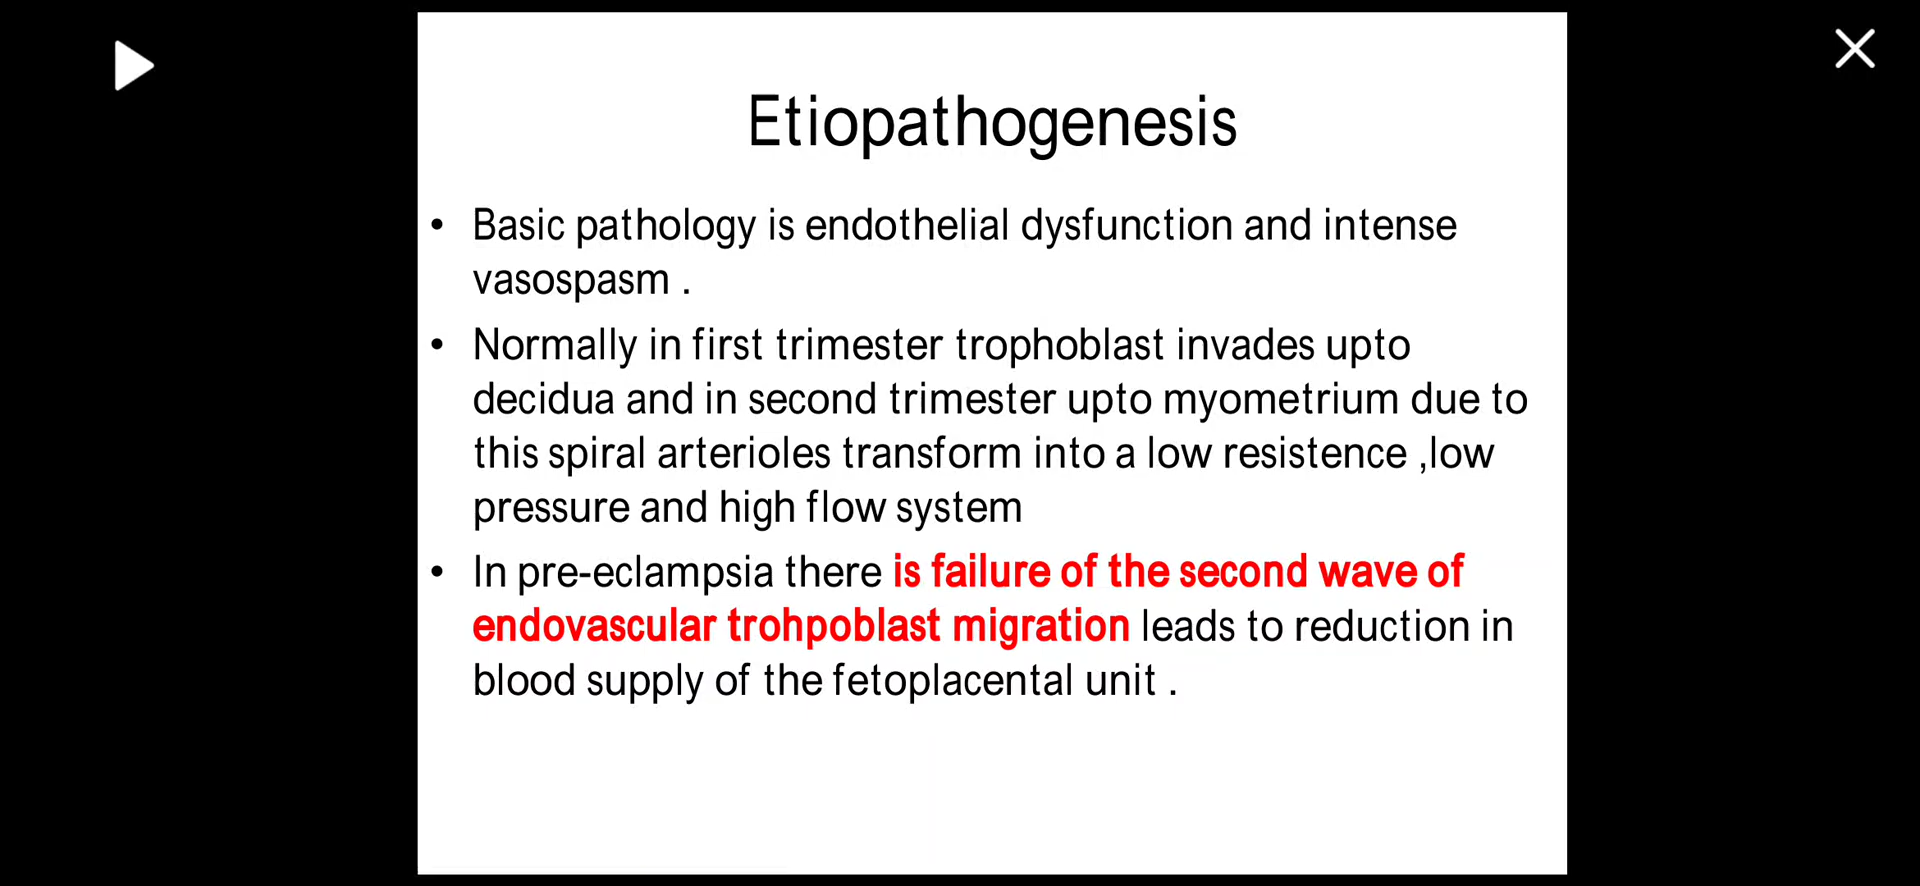 Etiopathogenesis
• Basic pathology is endothelial dysfunction and intense
vasospasm .
• Normally in first trimester trophoblast invades upto
decidua and in second trimester upto myometrium due to
this spiral arterioles transform into a low resistence ,low
pressure and high flow system
• In pre-eclampsia there is failure of the second wave of
endovascular trohpoblast migration leads to reduction in
blood supply of the fetoplacental unit .